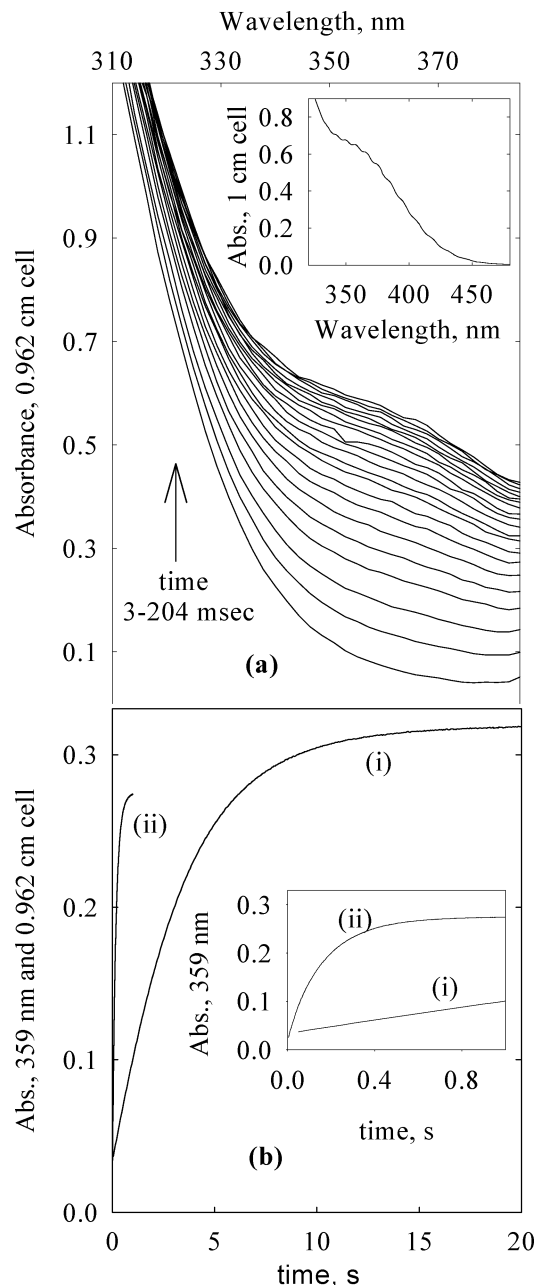 Wavelength, nm
310 330 350 370
Absorbance, 0.962 cm cell
1.1
0.9
0.7
0.5
0.3
0.1
Abs., 1 cm cell
0.8
0.6
0.4
0.2
0.0
350 400 450
Wavelength, nm
time
3-204 msec
(a)
Abs., 359 nm and 0.962 cm cell
0.3
0.2
0.1
0.0
(i)
(ii)
Abs., 359 nm
0.3
0.2
0.1
0.0
(ii)
(i)
0.0 0.4 0.8
time, s
(b)
0 5 10 15 20
time, s